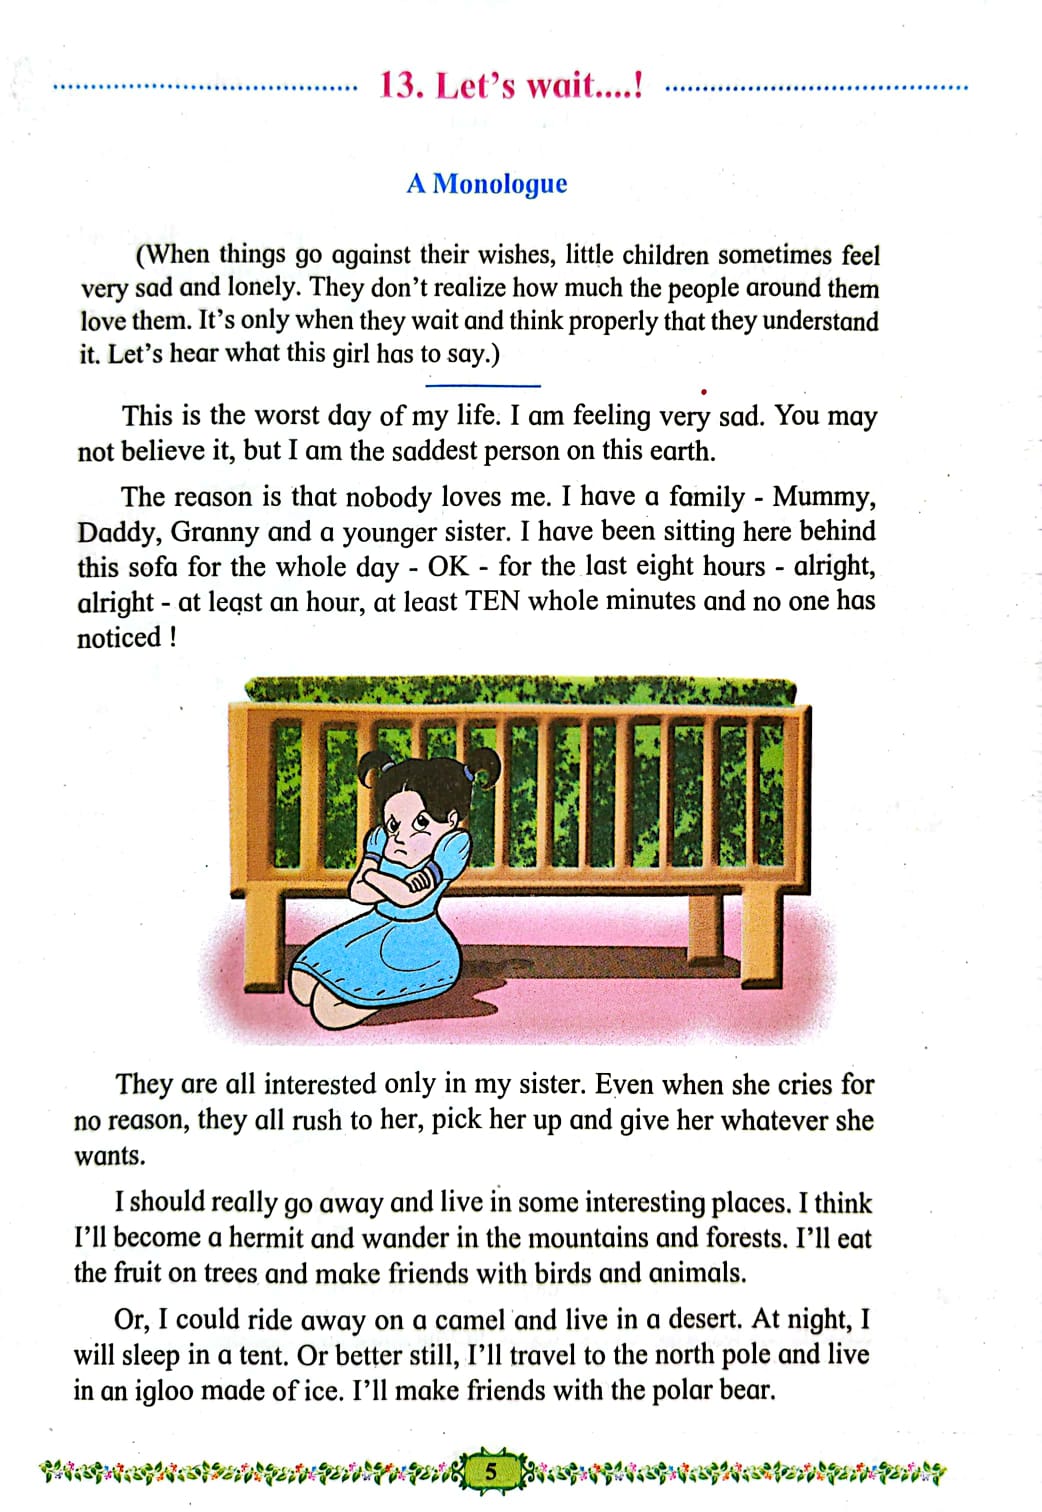 13. Let's wait....!
A Monologue
(When things go against their wishes, little children sometimes feel
very sad and lonely. They don't realize how much the people around them
love them. It's only when they wait and think properly that they understand
it. Let's hear what this girl has to say.)
This is the worst day of my life. I am feeling very sad. You may
not believe it, but I am the saddest person on this earth.
The reason is that nobody loves me. I have a family - Mummy,
Daddy, Granny and a younger sister. I have been sitting here behind
this sofa for the whole day - OK - for the last eight hours - alright,
alright - at least an hour, at least TEN whole minutes and no one has
noticed !
They are all interested only in my sister. Even when she cries for
no reason, they all rush to her, pick her up and give her whatever she
wants.
I should really go away and live in some interesting places. I think
I'll become a hermit and wander in the mountains and forests. I'll eat
the fruit on trees and make friends with birds and animals.
Or, I could ride away on a camel and live in a desert. At night, I
will sleep in a tent. Or better still, I'll travel to the north pole and live
in an igloo made of ice. I'll make friends with the polar bear.
5